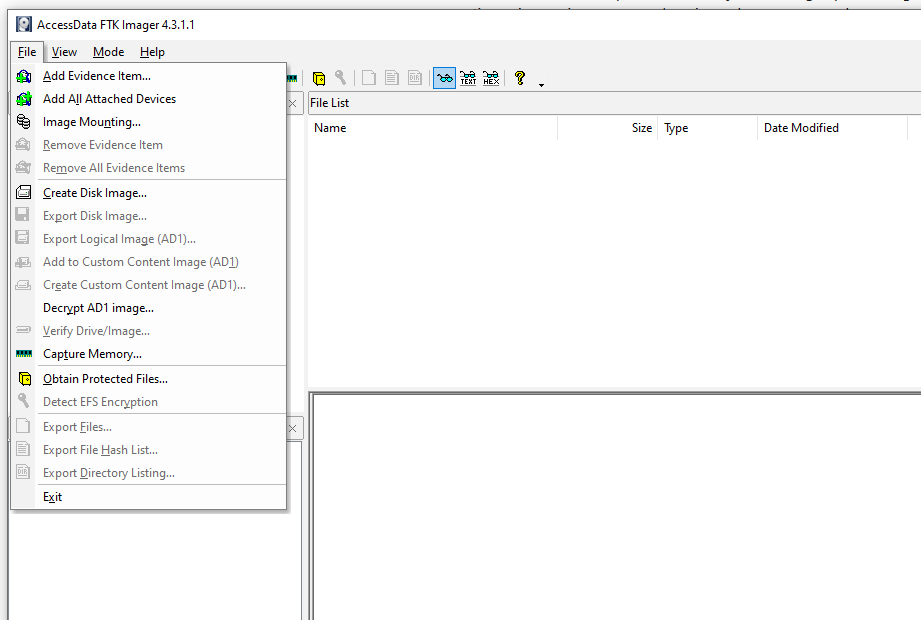 AccessData FTK Imager 4.3.1.1
File View Mode Help
Add Evidence Item...
Add All Attached Devices
Image Mounting...
Remove Evidence Item
Remove All Evidence Items
Create Disk Image...
Export Disk Image...
Export Logical Image (AD1)...
Add to Custom Content Image (AD1)
Create Custom Content Image (AD1)...
Decrypt AD1 image...
Verify Drive/Image...
Capture Memory...
Obtain Protected Files...
Detect EFS Encryption
Export Files...
Export File Hash List...
DIR Export Directory Listing...
Exit
DIR TEXT HEX ?
File List
Name Size Type Date Modified